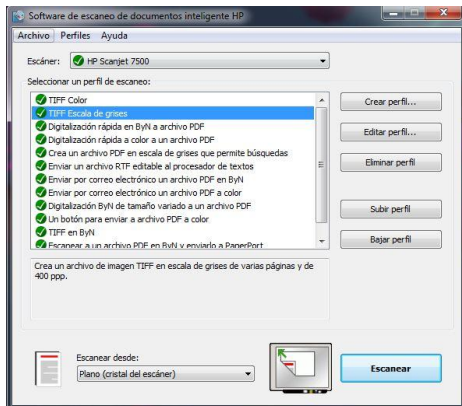 Software de escaneo de documentos inteligente HP
Archivo Perfiles Ayuda
Escáner: HP Scanjet 7500
Seleccionar un perfil de escaneo:
TIFF Color
TIFF Escala de grises
Digitalización rápida en ByN a archivo PDF
Digitalización rápida a color a un archivo PDF
Crea un archivo PDF en escala de grises que permite búsquedas
Enviar un archivo RTF editable al procesador de textos
Enviar por correo electrónico un archivo PDF en ByN
Enviar por correo electrónico un archivo PDF a color
Digitalización ByN de tamaño variado a un archivo PDF
Un botón para enviar a archivo PDF a color
TIFF en ByN
Escanear a un archivo PDF en ByN y enviarlo a PaperPort
Crear perfil...
Editar perfil...
Eliminar perfil
Subir perfil
Bajar perfil
Crea un archivo de imagen TIFF en escala de grises de varias páginas y de
400 ppp.
Escanear desde:
Plano (cristal del escáner)
Escanear